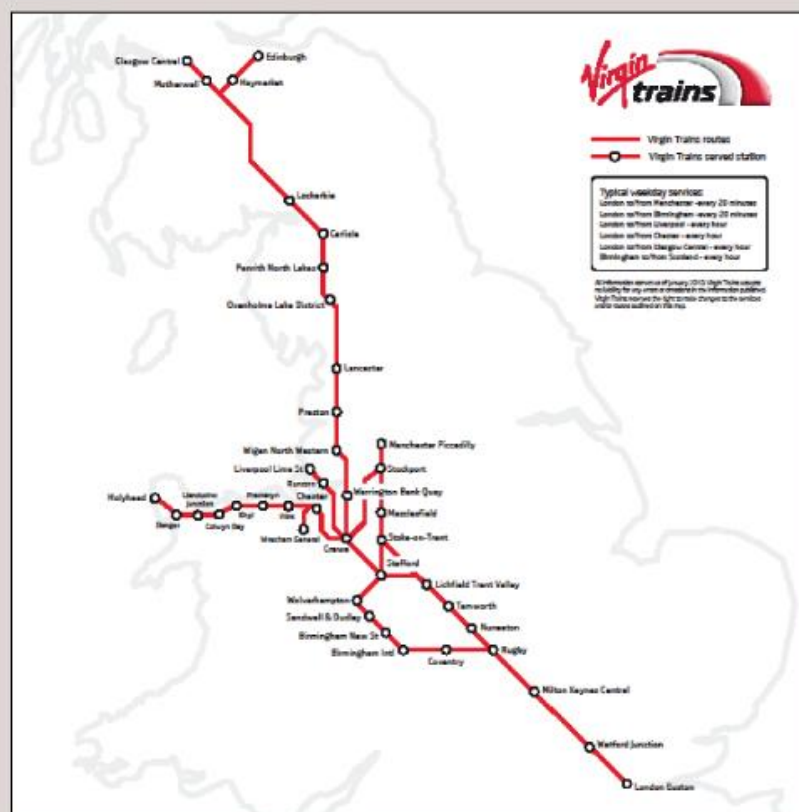 Glasgow Central
Edinburgh
Motherwell
Haymarket
Virgin
trains
Virgin Trains routes
Virgin Trains served station
Typical weekday services:
London to/from Manchester - every 20 minutes
London to/from Birmingham - every 20 minutes
London to/from Liverpool - every hour
London to/from Chester - every hour
London to/from Glasgow Central - every hour
Birmingham to/from Scotland - every hour
Lockerbie
Carlisle
Penrith North Lakes
Oxenholme Lake District
Lancaster
Preston
Manchester Piccadilly
Wigan North Western
Liverpool Lime St
Stockport
Runcorn
Chester
Warrington Bank Quay
Holyhead
Llandudno
Junction
Prestatyn
Rhyl
Flint
Macclesfield
Bangor
Colwyn Bay
Wrexham General
Crewe
Stoke-on-Trent
Stafford
Lichfield Trent Valley
Wolverhampton
Tamworth
Sandwell & Dudley
Nuneaton
Birmingham New St
Birmingham Intl
Coventry
Rugby
Milton Keynes Central
Watford Junction
London Euston